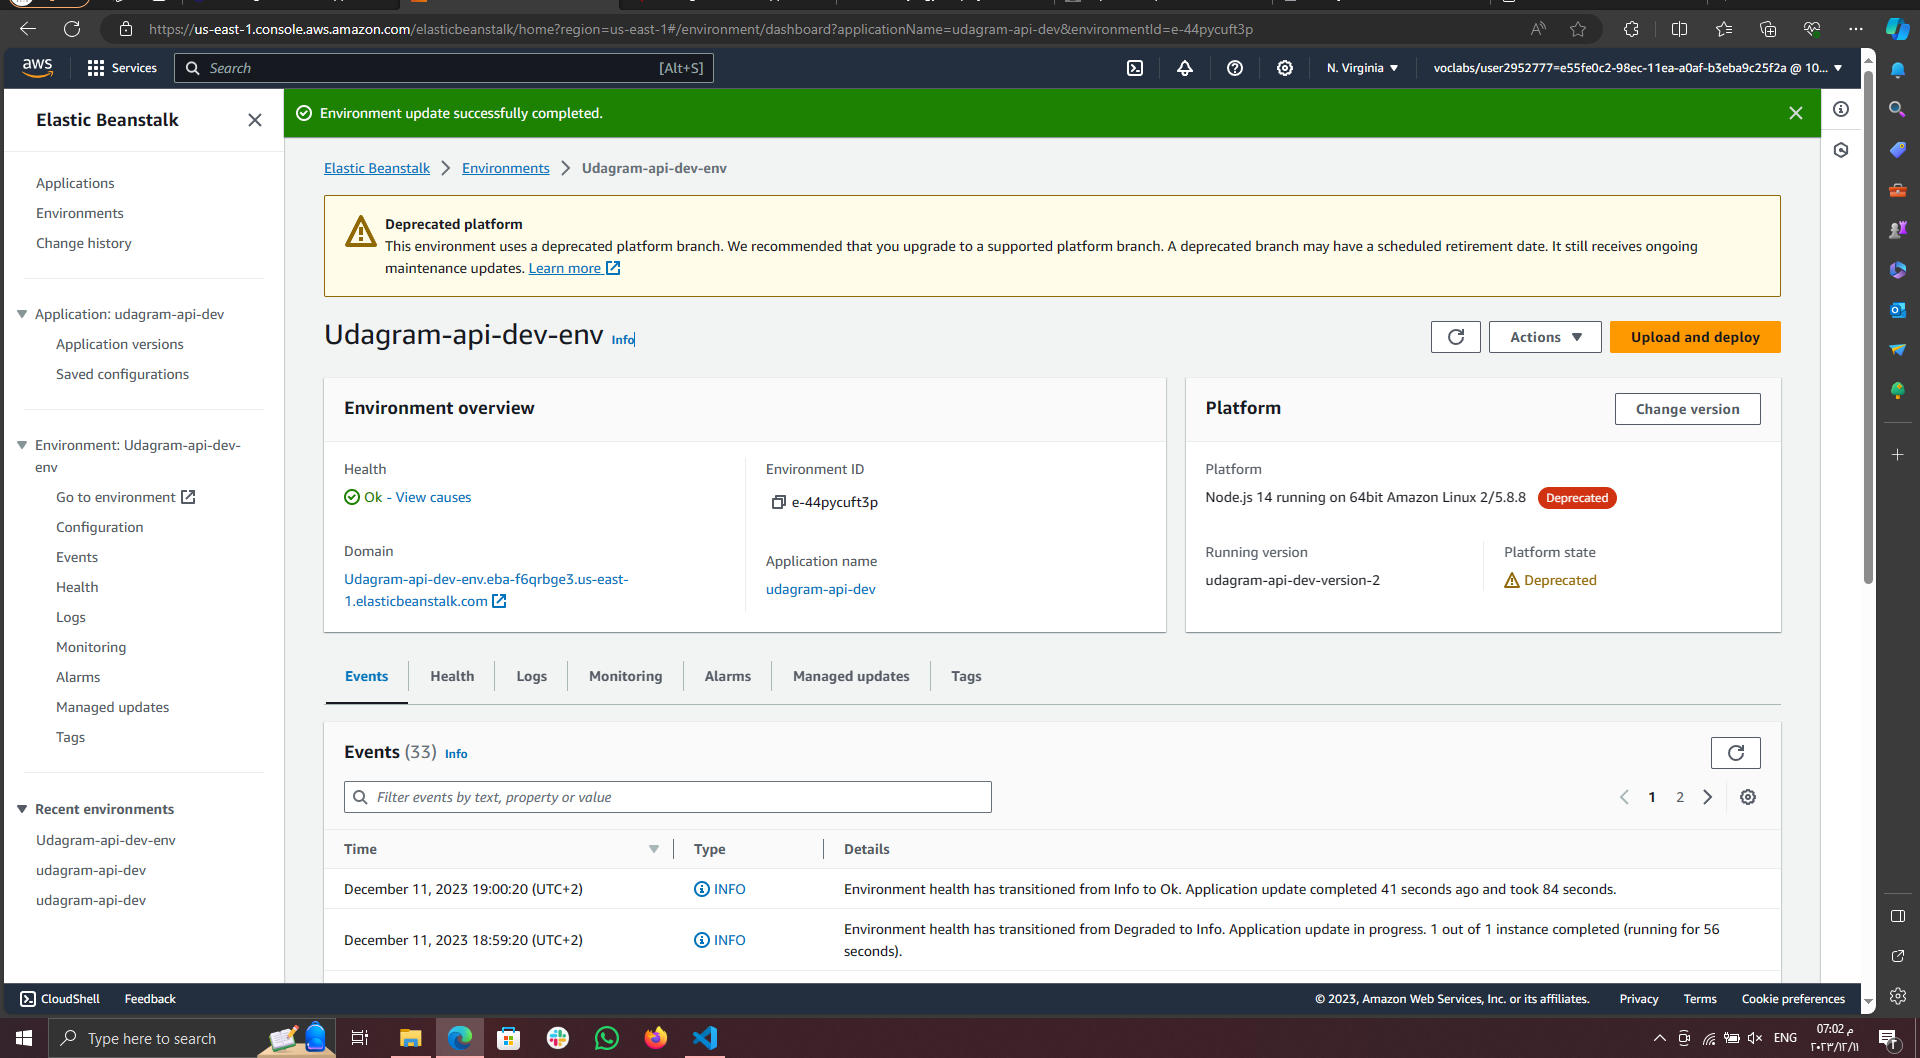 https://us-east-1.console.aws.amazon.com/elasticbeanstalk/home?region=us-east-1#/environment/dashboard?applicationName=udagram-api-dev&environmentId=e-44pycuft3p
aws
Services
Search
[Alt+S]
N. Virginia
voclabs/user2952777=e55fe0c2-98ec-11ea-a0af-b3eba9c25f2a @ 10...
Elastic Beanstalk
Applications
Environments
Change history
Application: udagram-api-dev
Application versions
Saved configurations
Environment: Udagram-api-dev-
env
Go to environment
Configuration
Events
Health
Logs
Monitoring
Alarms
Managed updates
Tags
Recent environments
Udagram-api-dev-env
udagram-api-dev
udagram-api-dev
Environment update successfully completed.
Elastic Beanstalk
Environments
Udagram-api-dev-env
Deprecated platform
This environment uses a deprecated platform branch. We recommended that you upgrade to a supported platform branch. A deprecated branch may have a scheduled retirement date. It still receives ongoing
maintenance updates. Learn more
Udagram-api-dev-env Info
Actions
Upload and deploy
Environment overview
Health
Ok - View causes
Domain
Udagram-api-dev-env.eba-f6qrbge3.us-east-
1.elasticbeanstalk.com
Environment ID
e-44pycuft3p
Application name
udagram-api-dev
Platform
Change version
Platform
Node.js 14 running on 64bit Amazon Linux 2/5.8.8 Deprecated
Running version
udagram-api-dev-version-2
Platform state
Deprecated
Events
Health
Logs
Monitoring
Alarms
Managed updates
Tags
Events (33) Info
Filter events by text, property or value
1
2
Time
Type
Details
December 11, 2023 19:00:20 (UTC+2)
INFO
Environment health has transitioned from Info to Ok. Application update completed 41 seconds ago and took 84 seconds.
December 11, 2023 18:59:20 (UTC+2)
INFO
Environment health has transitioned from Degraded to Info. Application update in progress. 1 out of 1 instance completed (running for 56
seconds).
CloudShell
Feedback
© 2023, Amazon Web Services, Inc. or its affiliates.
Privacy
Terms
Cookie preferences
Type here to search
ENG
07:02 م
٢٠٢٣/١٢/١١